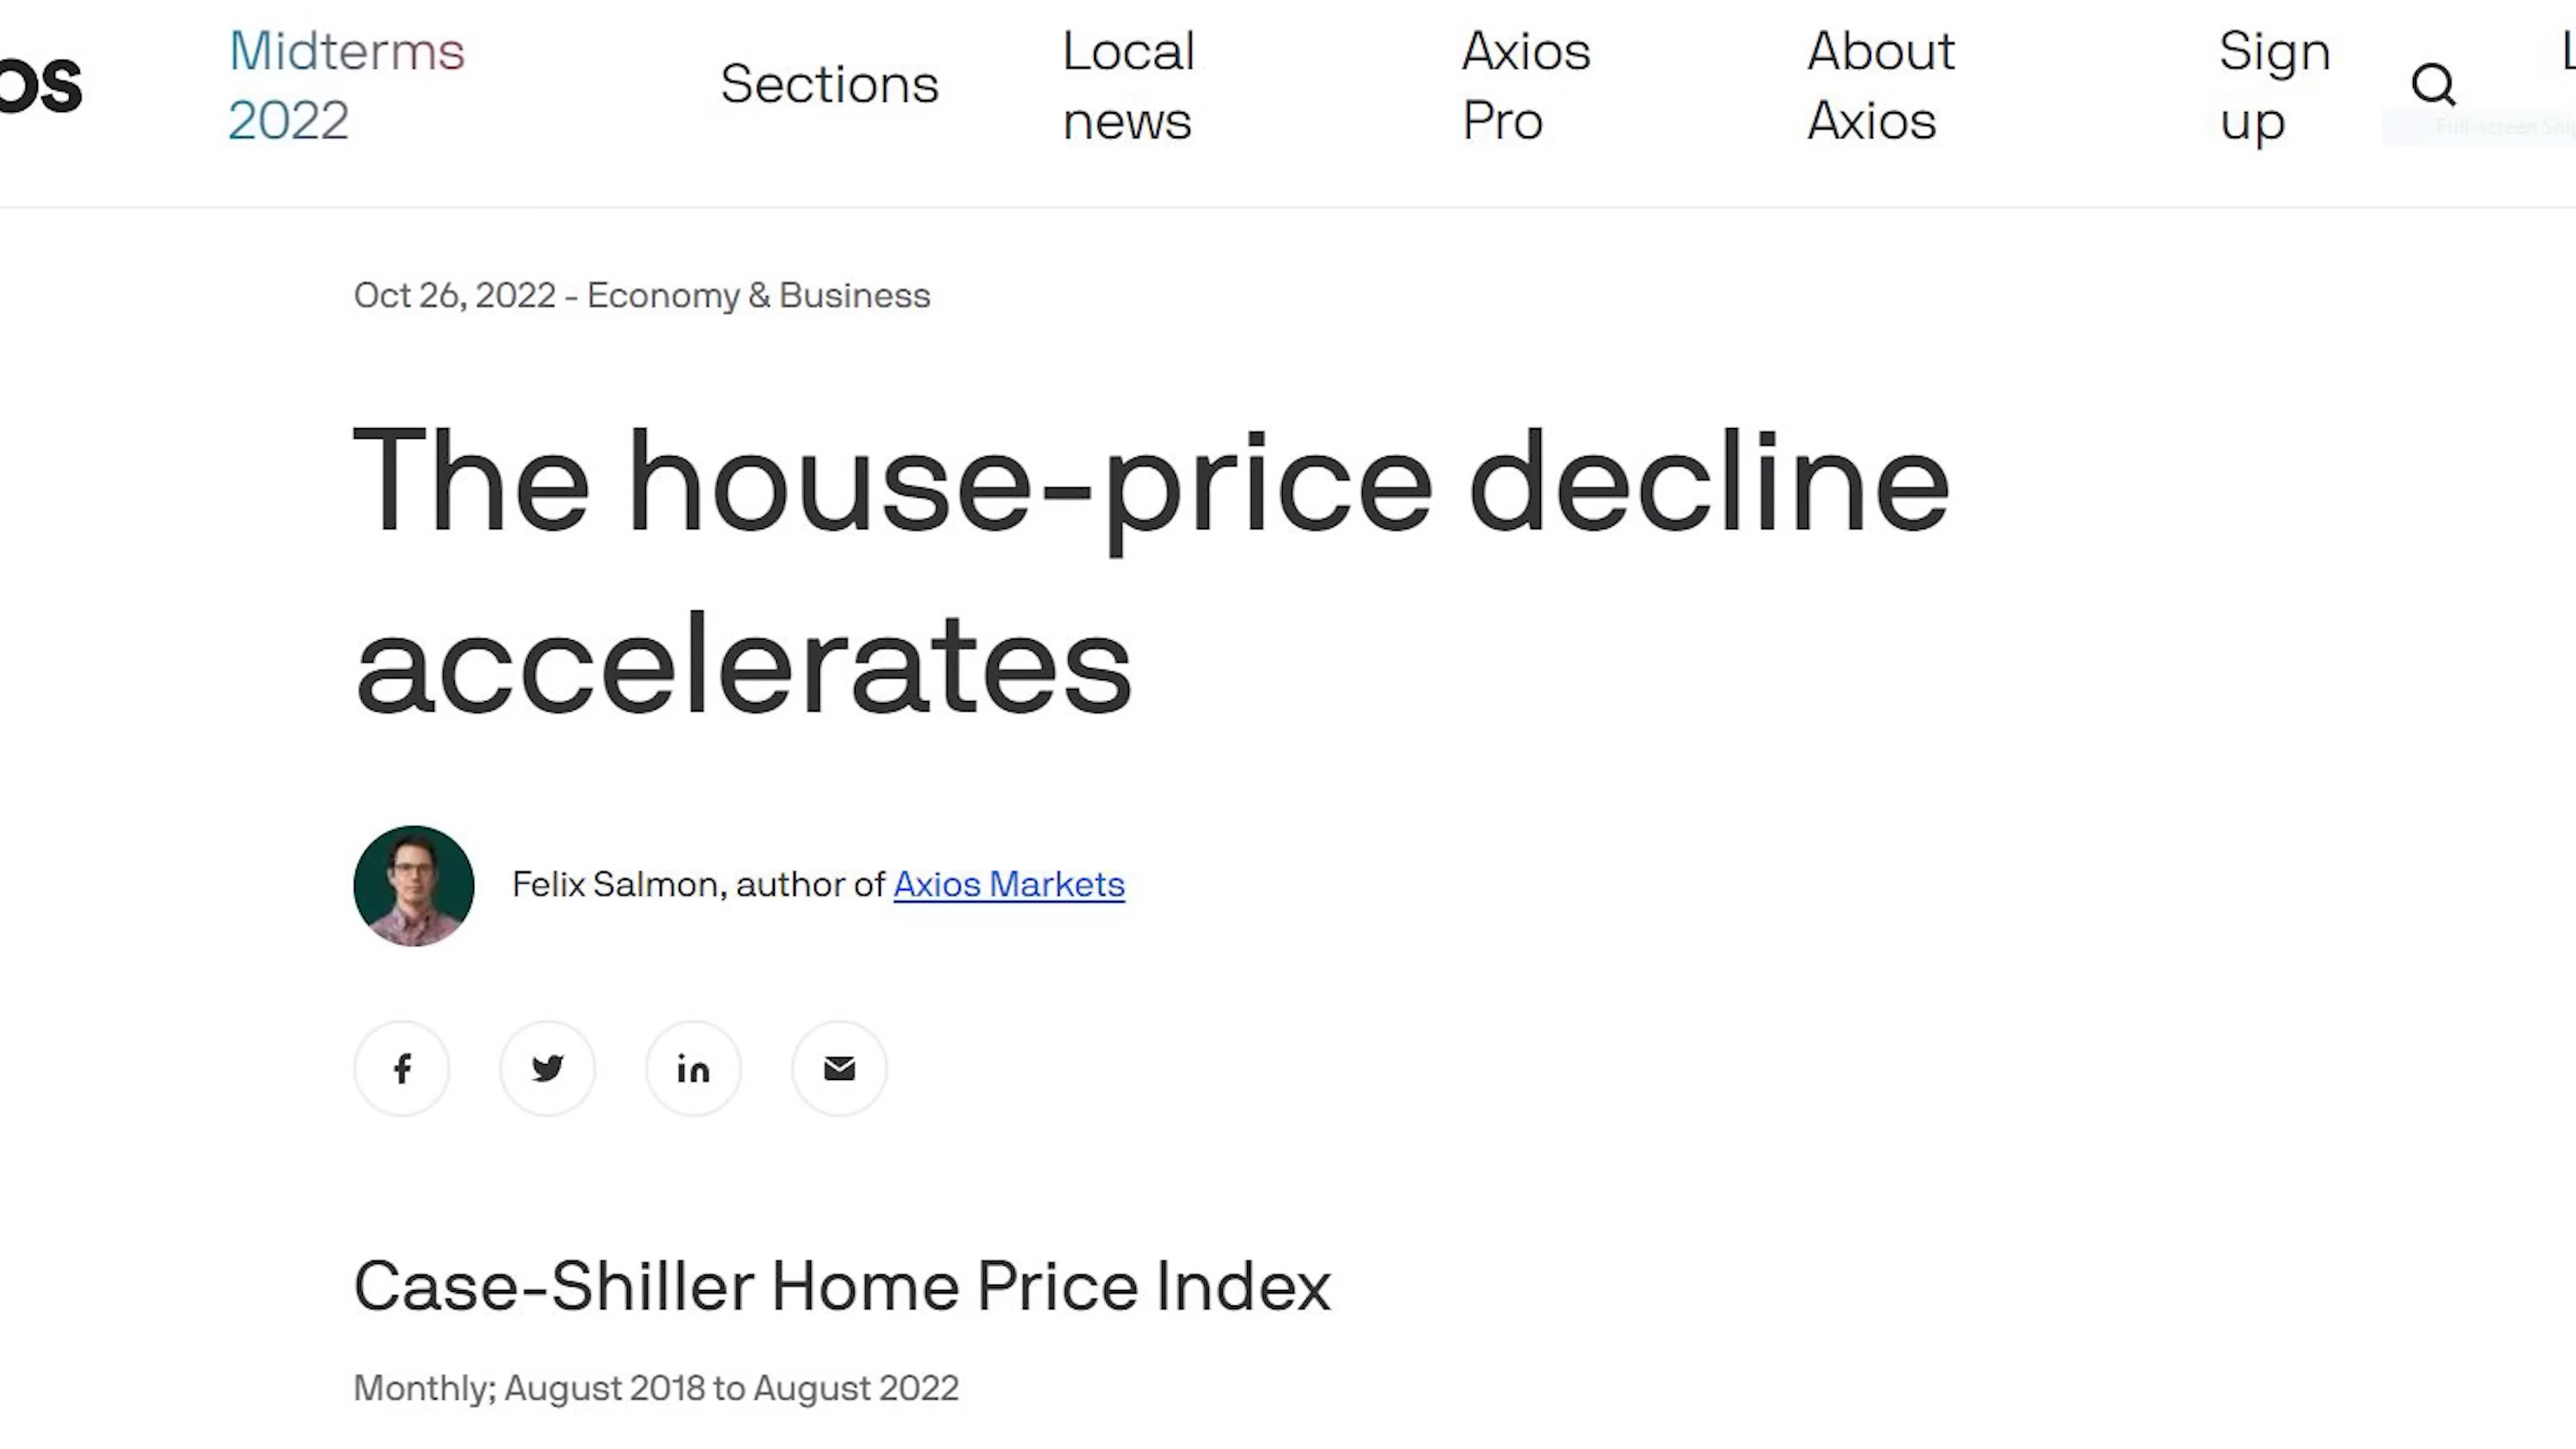 os
Midterms
2022
Sections
Local
news
Axios
Pro
About
Axios
Sign
up
Oct 26, 2022 - Economy & Business
The house-price decline
accelerates
Felix Salmon, author of Axios Markets
Case-Shiller Home Price Index
Monthly; August 2018 to August 2022